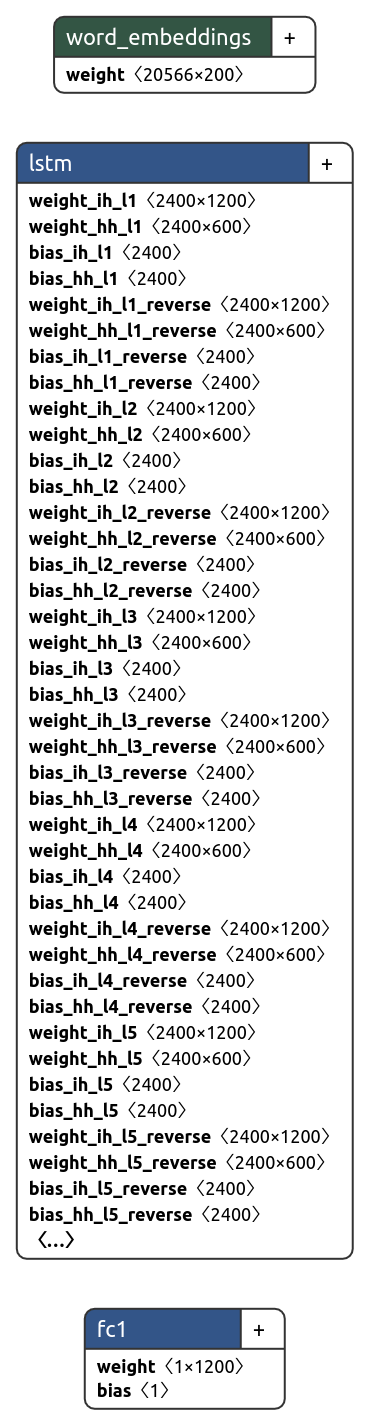 word_embeddings +
weight〈20566×200〉
lstm +
weight_ih_l1〈2400×1200〉
weight_hh_l1〈2400×600〉
bias_ih_l1〈2400〉
bias_hh_l1〈2400〉
weight_ih_l1_reverse〈2400×1200〉
weight_hh_l1_reverse〈2400×600〉
bias_ih_l1_reverse〈2400〉
bias_hh_l1_reverse〈2400〉
weight_ih_l2〈2400×1200〉
weight_hh_l2〈2400×600〉
bias_ih_l2〈2400〉
bias_hh_l2〈2400〉
weight_ih_l2_reverse〈2400×1200〉
weight_hh_l2_reverse〈2400×600〉
bias_ih_l2_reverse〈2400〉
bias_hh_l2_reverse〈2400〉
weight_ih_l3〈2400×1200〉
weight_hh_l3〈2400×600〉
bias_ih_l3〈2400〉
bias_hh_l3〈2400〉
weight_ih_l3_reverse〈2400×1200〉
weight_hh_l3_reverse〈2400×600〉
bias_ih_l3_reverse〈2400〉
bias_hh_l3_reverse〈2400〉
weight_ih_l4〈2400×1200〉
weight_hh_l4〈2400×600〉
bias_ih_l4〈2400〉
bias_hh_l4〈2400〉
weight_ih_l4_reverse〈2400×1200〉
weight_hh_l4_reverse〈2400×600〉
bias_ih_l4_reverse〈2400〉
bias_hh_l4_reverse〈2400〉
weight_ih_l5〈2400×1200〉
weight_hh_l5〈2400×600〉
bias_ih_l5〈2400〉
bias_hh_l5〈2400〉
weight_ih_l5_reverse〈2400×1200〉
weight_hh_l5_reverse〈2400×600〉
bias_ih_l5_reverse〈2400〉
bias_hh_l5_reverse〈2400〉
〈…〉
fc1 +
weight〈1×1200〉
bias〈1〉